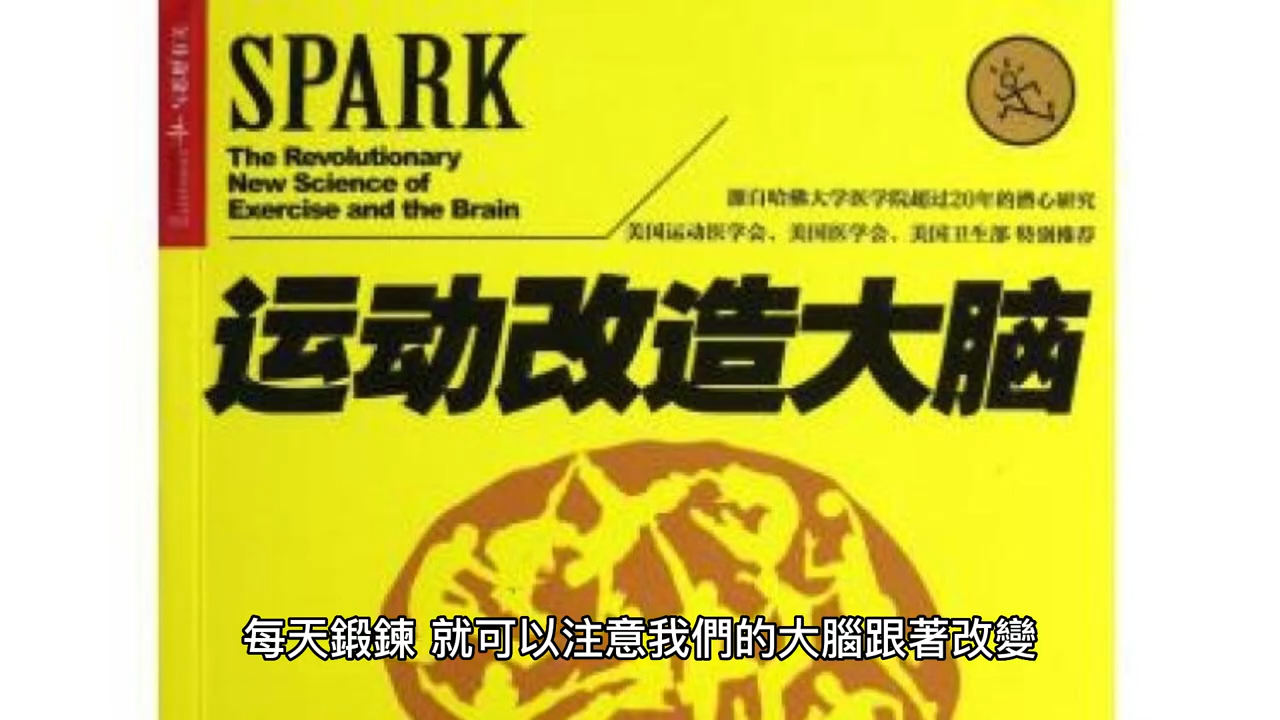 SPARK
The Revolutionary
New Science of
Exercise and the Brain
源自哈佛大学医学院超过20年的潜心研究
美国运动医学会、美国医学会、美国卫生部 特别推荐
运动改造大脑
每天鍛鍊 就可以注意我們的大腦跟著改變